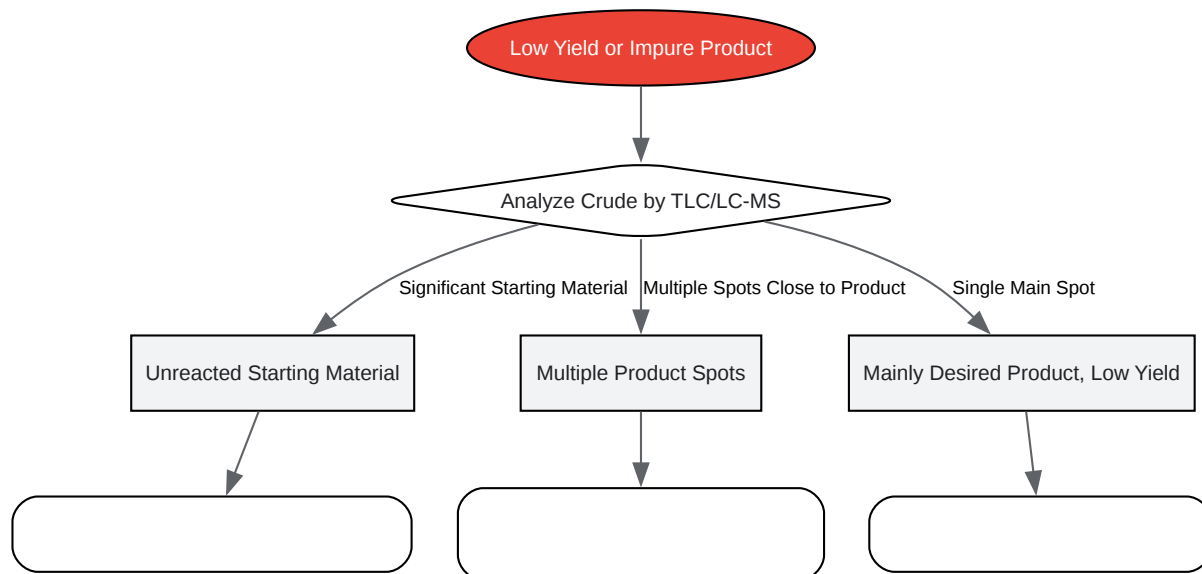 Low Yield or Impure Product
Analyze Crude by TLC/LC-MS
Significant Starting Material
Multiple Spots Close to Product
Single Main Spot
Unreacted Starting Material
Multiple Product Spots
Mainly Desired Product, Low Yield